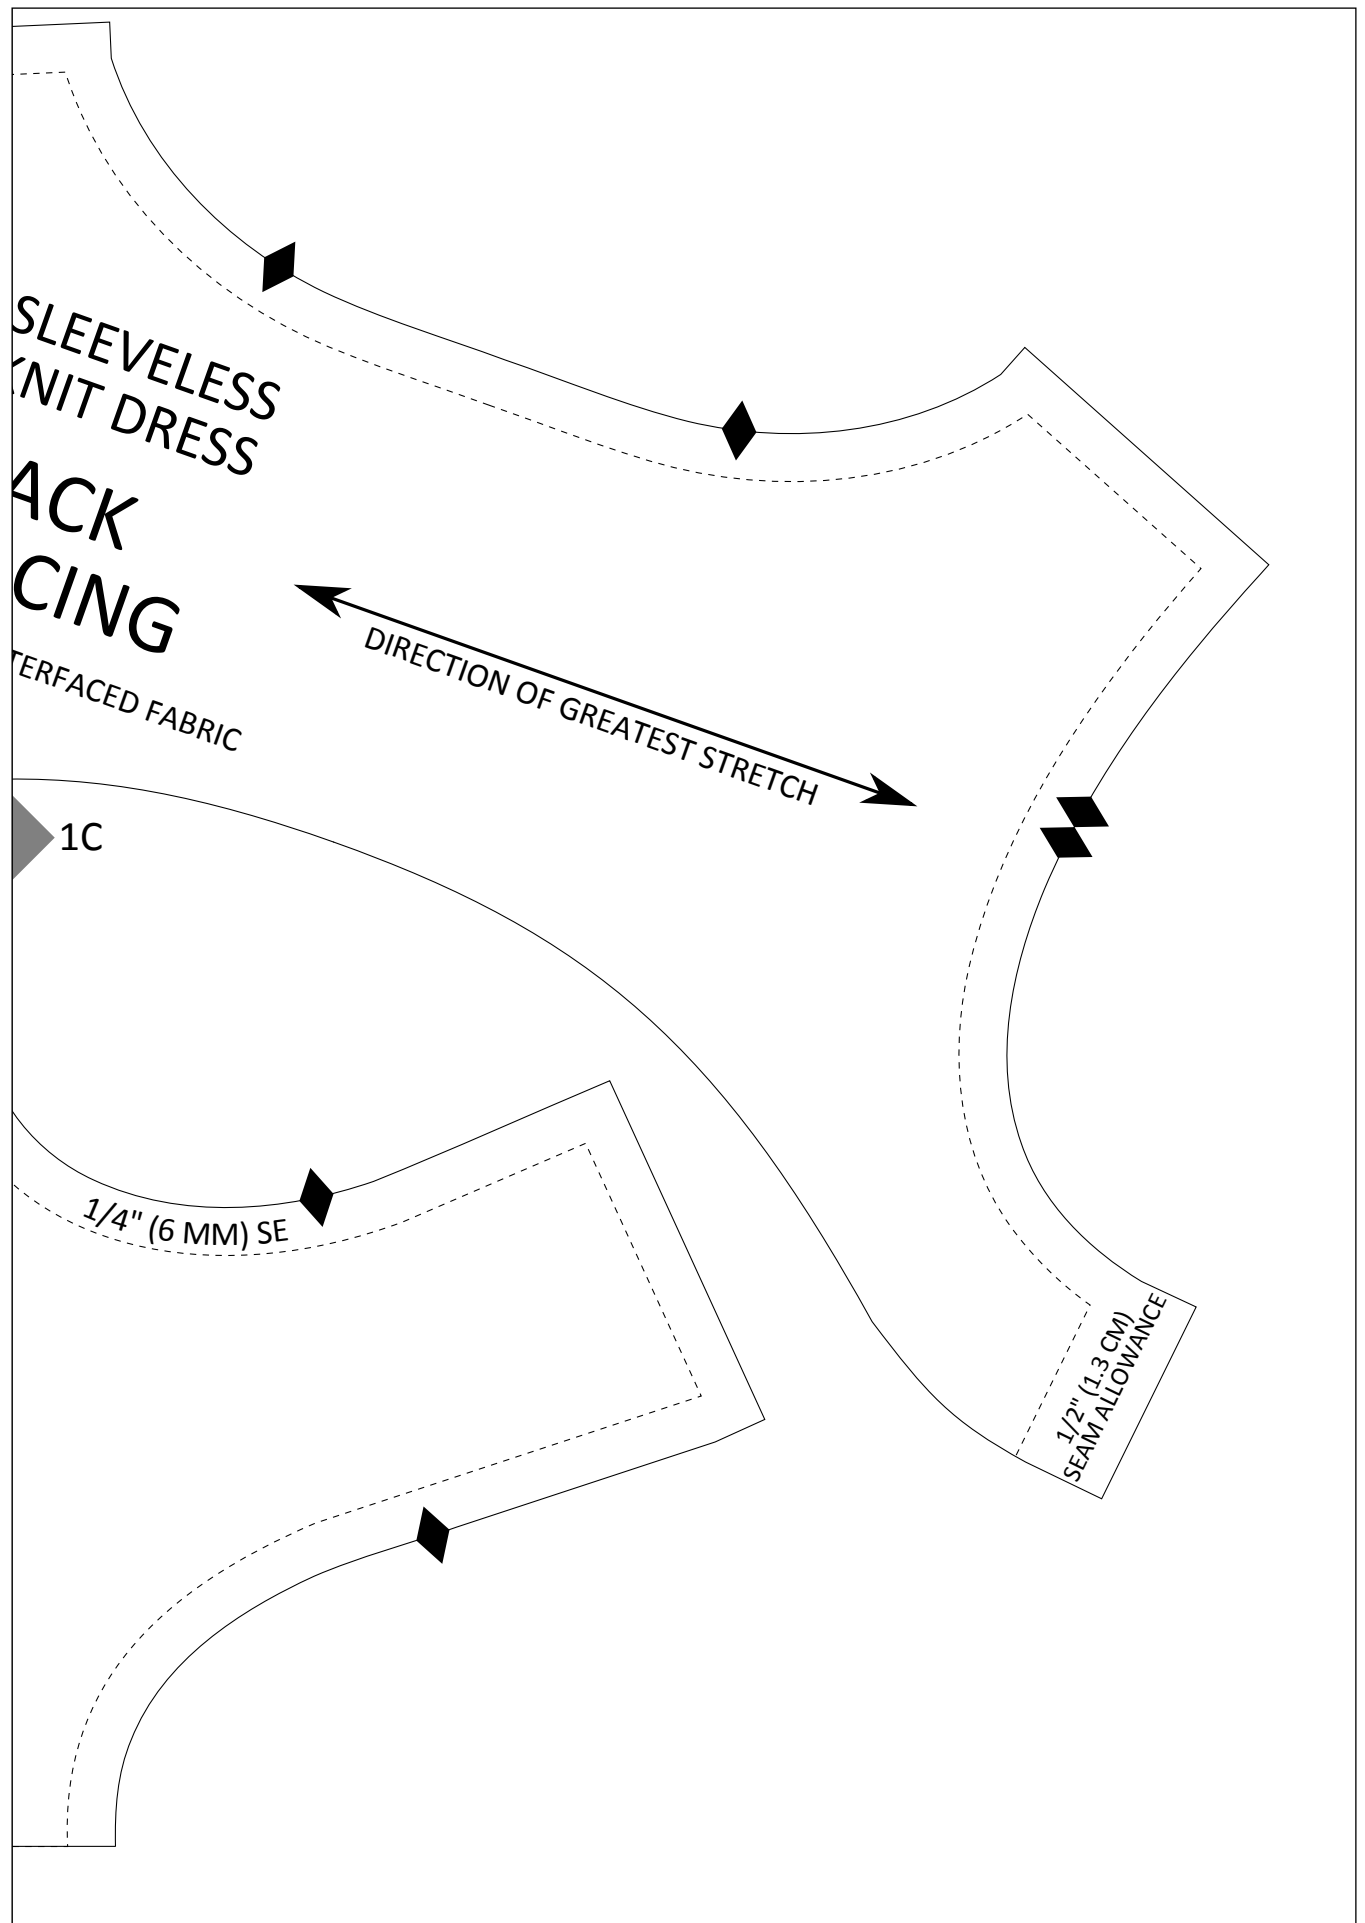 SLEEVELESS
KNIT DRESS
ACK
CING
TERFACED FABRIC
DIRECTION OF GREATEST STRETCH
1C
1/4" (6 MM) SE
1/2" (1.3 CM)
SEAM ALLOWANCE